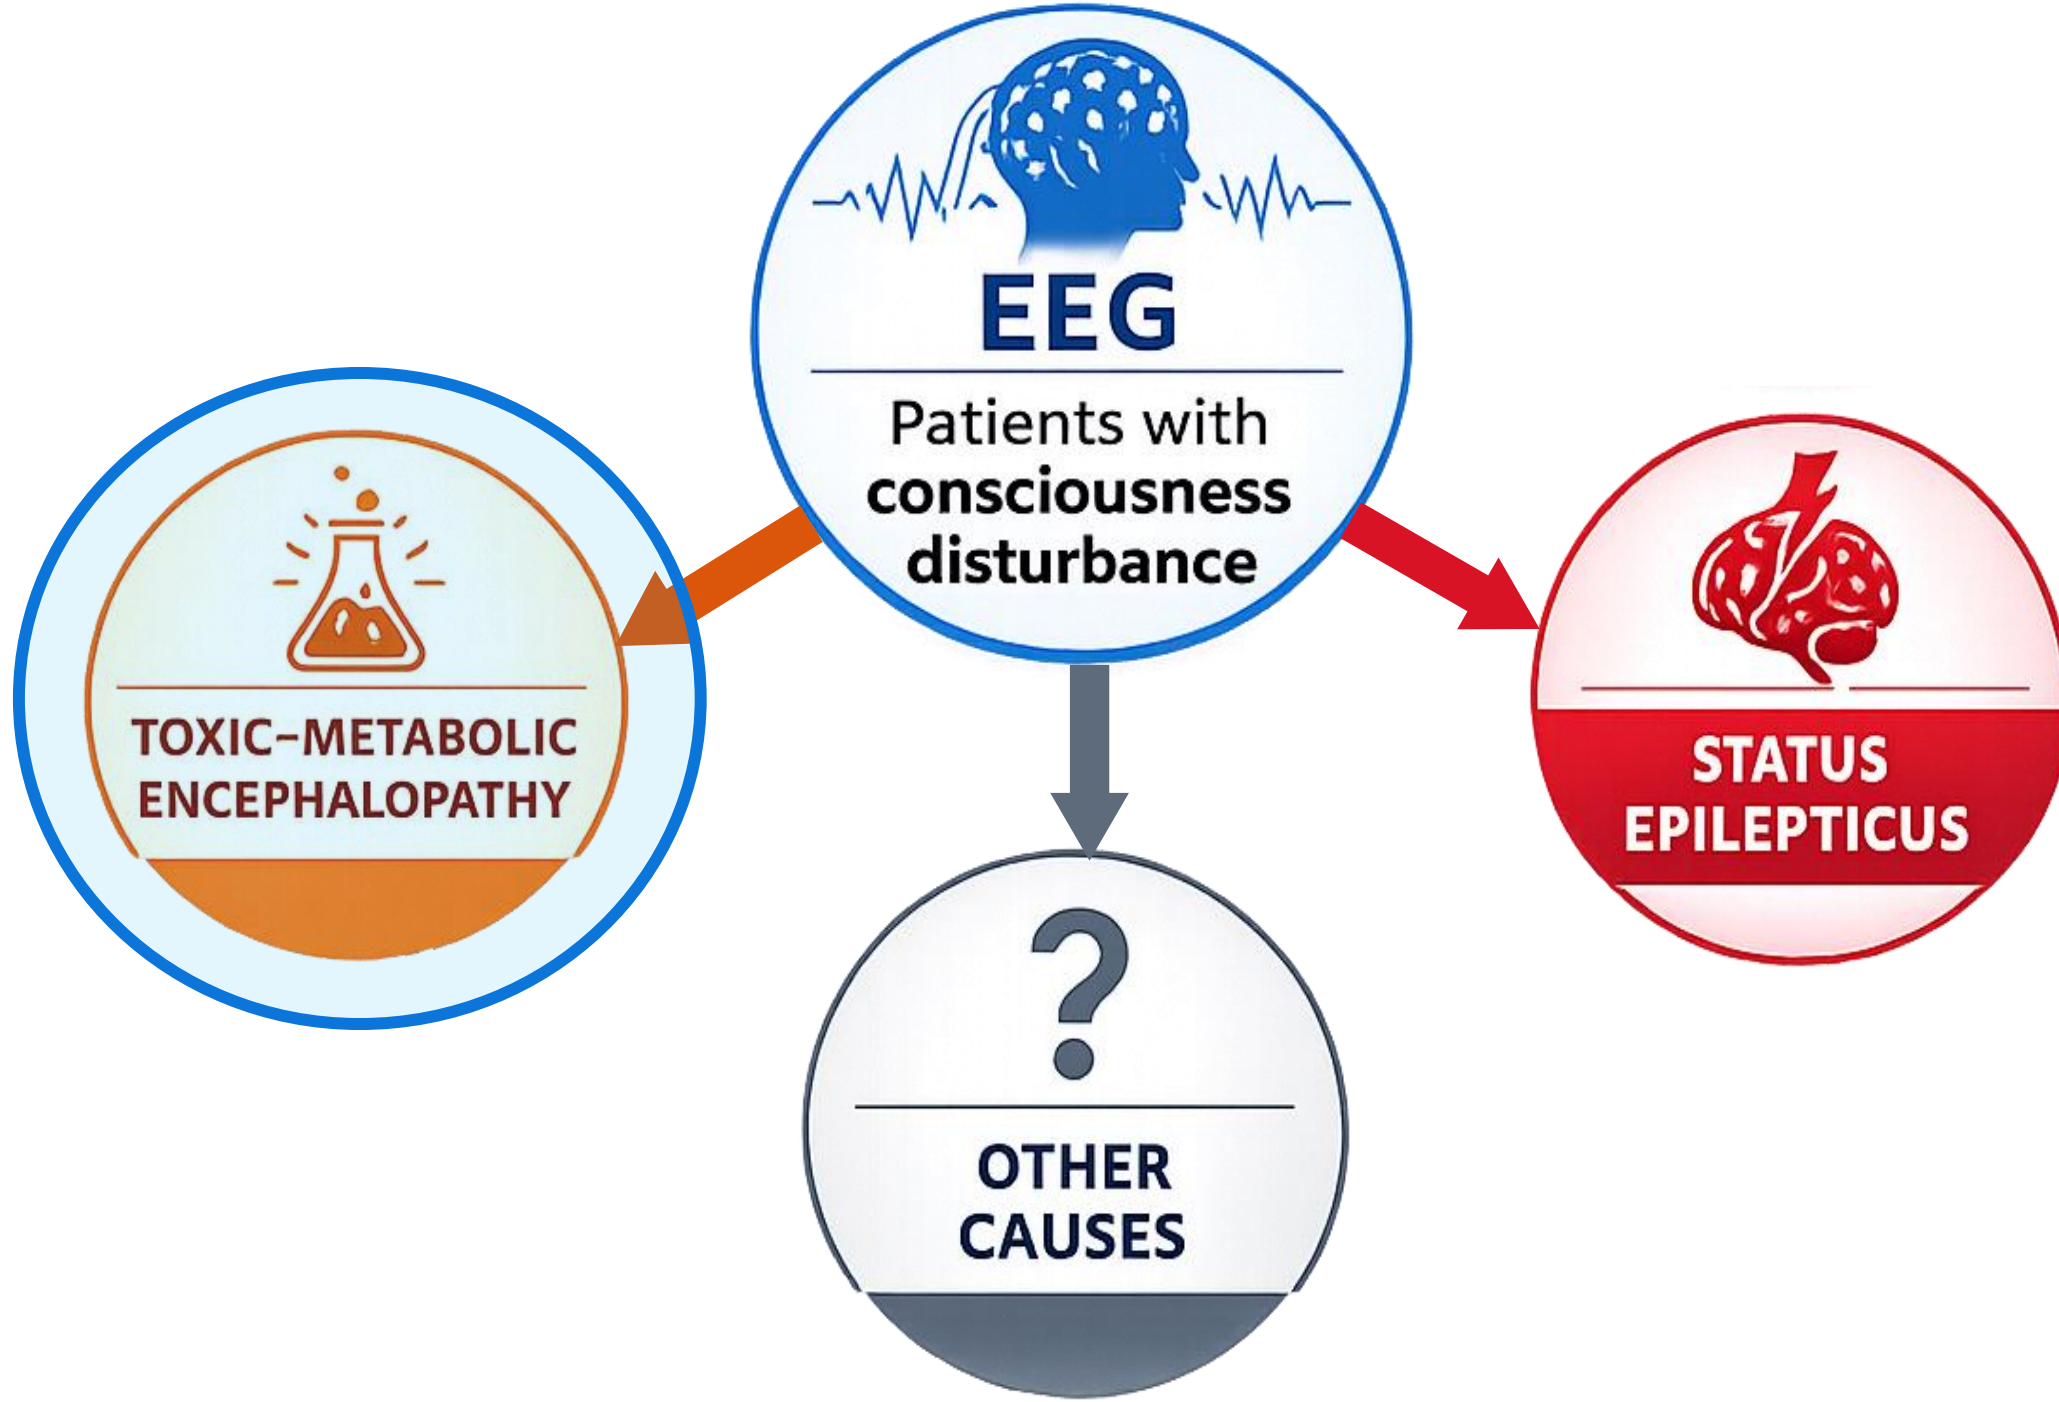 EEG
Patients with
consciousness
disturbance
TOXIC–METABOLIC
ENCEPHALOPATHY
STATUS
EPILEPTICUS
?
OTHER
CAUSES